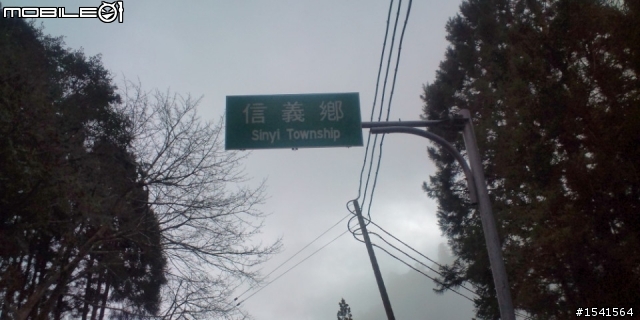 MOBILE01
信義鄉
Sinyi Township
#1541564